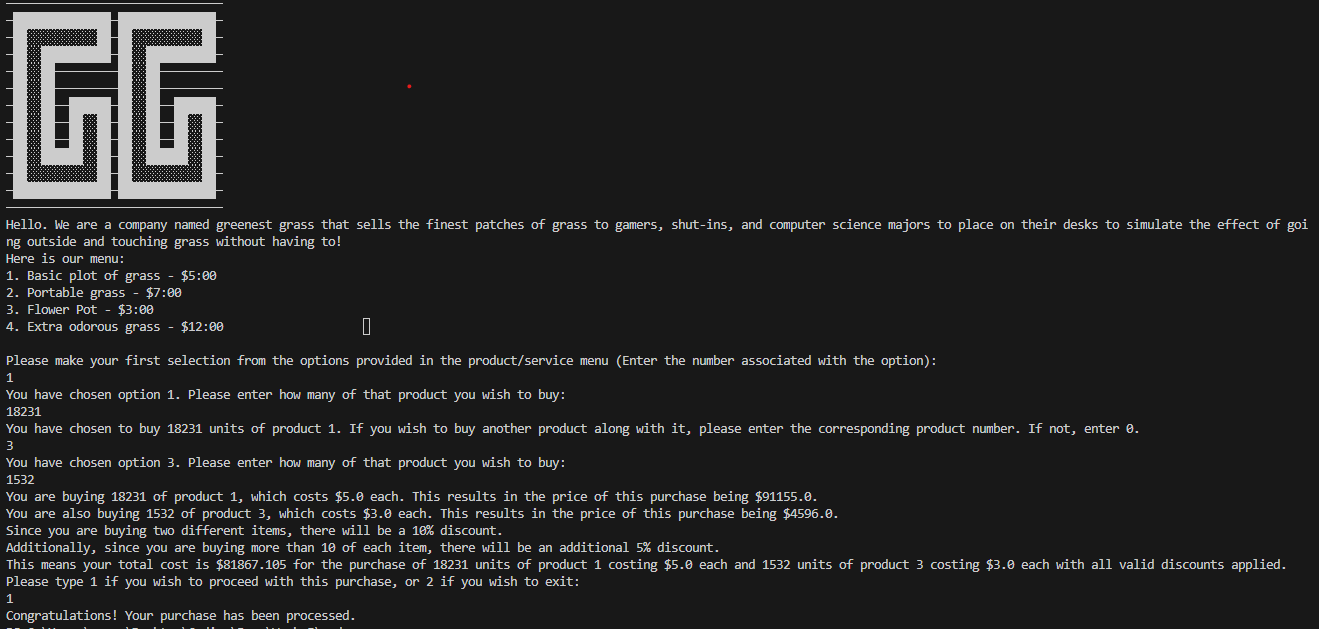 GG
Hello. We are a company named greenest grass that sells the finest patches of grass to gamers, shut-ins, and computer science majors to place on their desks to simulate the effect of goi
ng outside and touching grass without having to!
Here is our menu:
1. Basic plot of grass - $5:00
2. Portable grass - $7:00
3. Flower Pot - $3:00
4. Extra odorous grass - $12:00
Please make your first selection from the options provided in the product/service menu (Enter the number associated with the option):
1
You have chosen option 1. Please enter how many of that product you wish to buy:
18231
You have chosen to buy 18231 units of product 1. If you wish to buy another product along with it, please enter the corresponding product number. If not, enter 0.
3
You have chosen option 3. Please enter how many of that product you wish to buy:
1532
You are buying 18231 of product 1, which costs $5.0 each. This results in the price of this purchase being $91155.0.
You are also buying 1532 of product 3, which costs $3.0 each. This results in the price of this purchase being $4596.0.
Since you are buying two different items, there will be a 10% discount.
Additionally, since you are buying more than 10 of each item, there will be an additional 5% discount.
This means your total cost is $81867.105 for the purchase of 18231 units of product 1 costing $5.0 each and 1532 units of product 3 costing $3.0 each with all valid discounts applied.
Please type 1 if you wish to proceed with this purchase, or 2 if you wish to exit:
1
Congratulations! Your purchase has been processed.